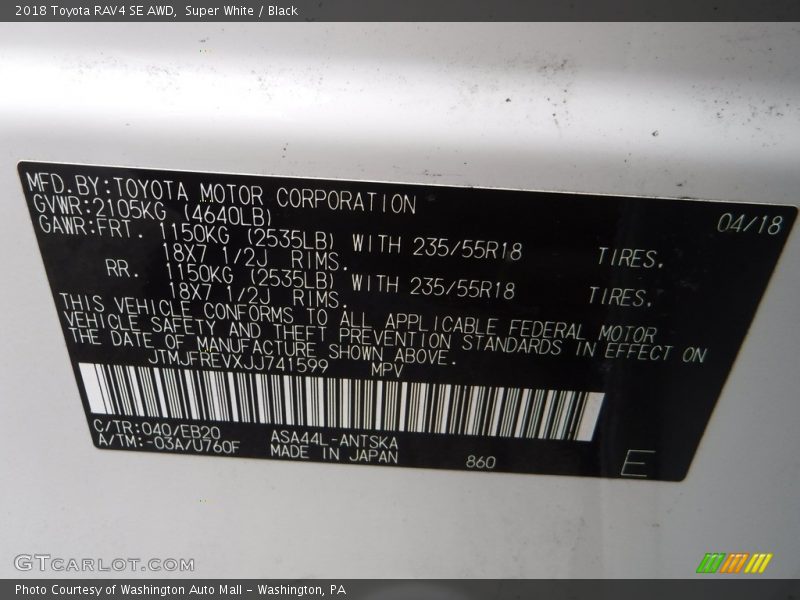 2018 Toyota RAV4 SE AWD, Super White / Black
MFD.BY:TOYOTA MOTOR CORPORATION
04/18
GVWR:2105KG (4640LB)
GAWR:FRT. 1150KG (2535LB) WITH 235/55R18 TIRES.
18X7 1/2J RIMS.
RR. 1150KG (2535LB) WITH 235/55R18 TIRES.
18X7 1/2J RIMS.
THIS VEHICLE CONFORMS TO ALL APPLICABLE FEDERAL MOTOR
VEHICLE SAFETY AND THEFT PREVENTION STANDARDS IN EFFECT ON
THE DATE OF MANUFACTURE SHOWN ABOVE.
JTMJFREVXJJ741599 MPV
C/TR:040/EB20 ASA44L-ANTSKA
A/TM:-03A/U760F MADE IN JAPAN 860 E
GTCARLOT.COM
Photo Courtesy of Washington Auto Mall - Washington, PA